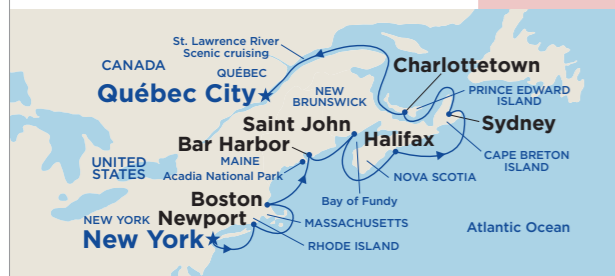 St. Lawrence River
Scenic cruising
CANADA
QUÉBEC
Québec City
Charlottetown
NEW
BRUNSWICK
PRINCE EDWARD
ISLAND
Saint John
Halifax
Sydney
Bar Harbor
MAINE
Acadia National Park
UNITED
STATES
CAPE BRETON
ISLAND
NOVA SCOTIA
Boston
Bay of Fundy
NEW YORK
Newport
MASSACHUSETTS
Atlantic Ocean
New York
RHODE ISLAND